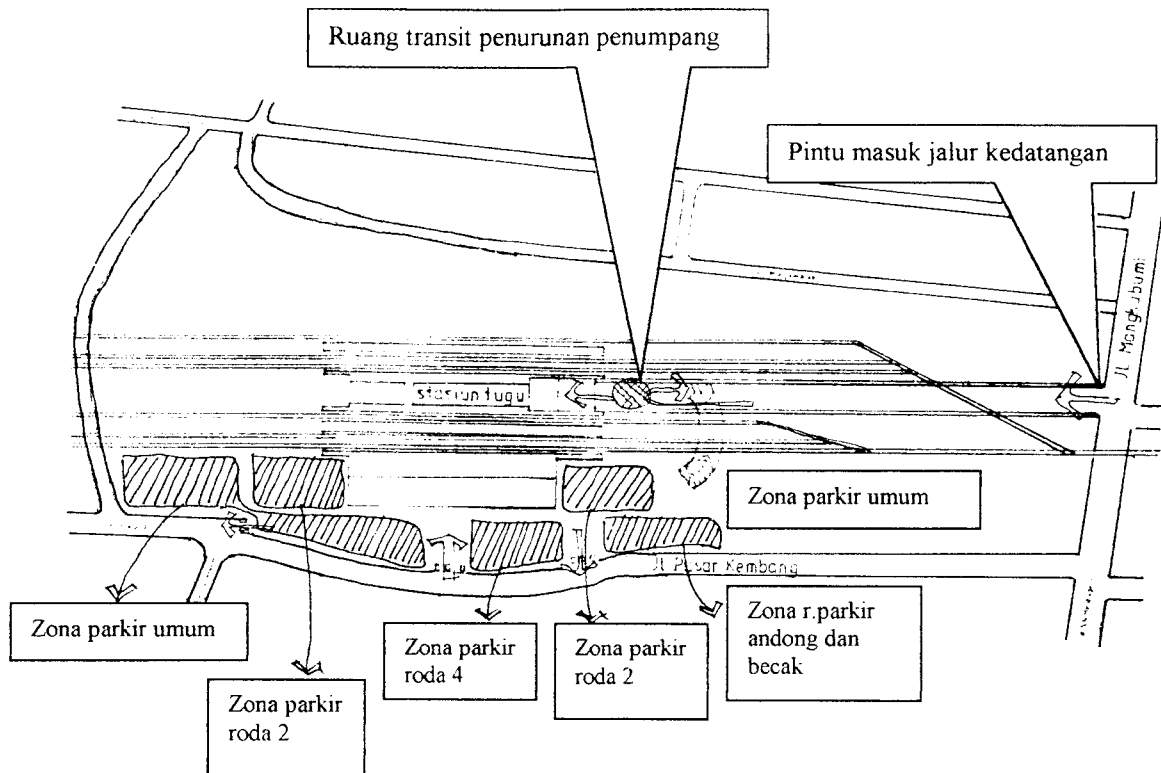 Ruang transit penurunan penumpang
Pintu masuk jalur kedatangan
Jl Mangkubumi
stasiun tugu
Zona parkir umum
Jl Pasar Kembang
Zona parkir umum
Zona parkir
roda 2
Zona parkir
roda 4
Zona parkir
roda 2
Zona r.parkir
andong dan
becak